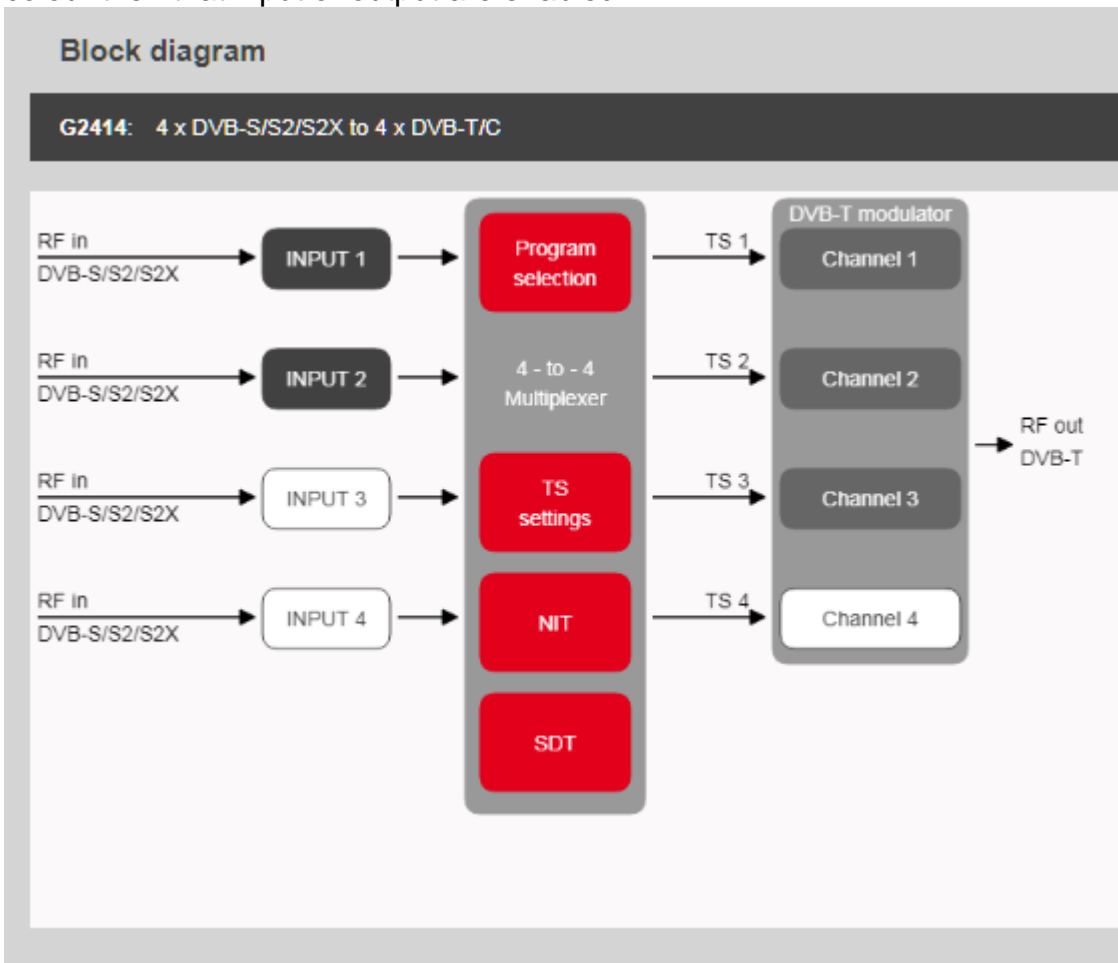 Block diagram
G2414: 4 x DVB-S/S2/S2X to 4 x DVB-T/C
RF in
DVB-S/S2/S2X
INPUT 1
Program
selection
TS 1
DVB-T modulator
Channel 1
RF in
DVB-S/S2/S2X
INPUT 2
4 - to - 4
Multiplexer
TS 2
Channel 2
RF out
DVB-T
RF in
DVB-S/S2/S2X
INPUT 3
TS
settings
TS 3
Channel 3
RF in
DVB-S/S2/S2X
INPUT 4
NIT
TS 4
Channel 4
SDT